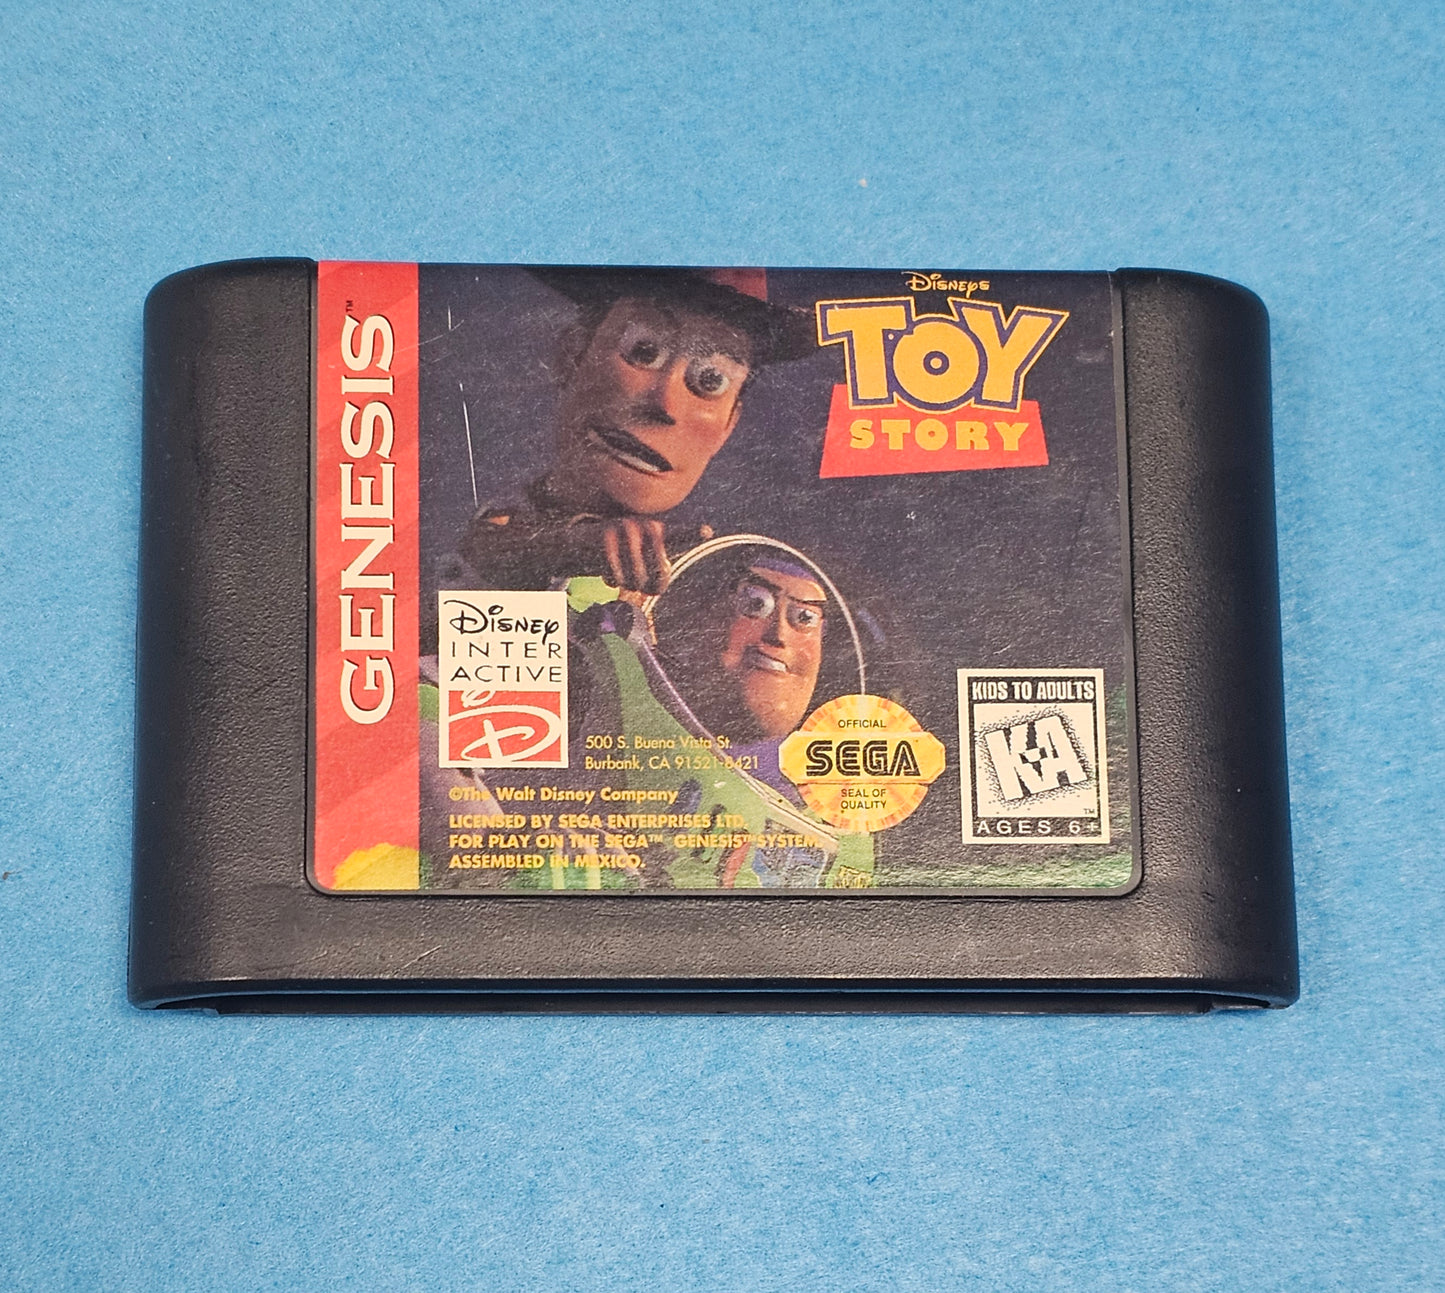 GENESIS™
DISNEY'S
TOY
STORY
DISNEY
INTER
ACTIVE
D
500 S. Buena Vista St.
Burbank, CA 91521-8421
©The Walt Disney Company
LICENSED BY SEGA ENTERPRISES LTD.
FOR PLAY ON THE SEGA™ GENESIS™ SYSTEM.
ASSEMBLED IN MEXICO.
OFFICIAL
SEGA
SEAL OF
QUALITY
KIDS TO ADULTS
K-A
™
AGES 6+